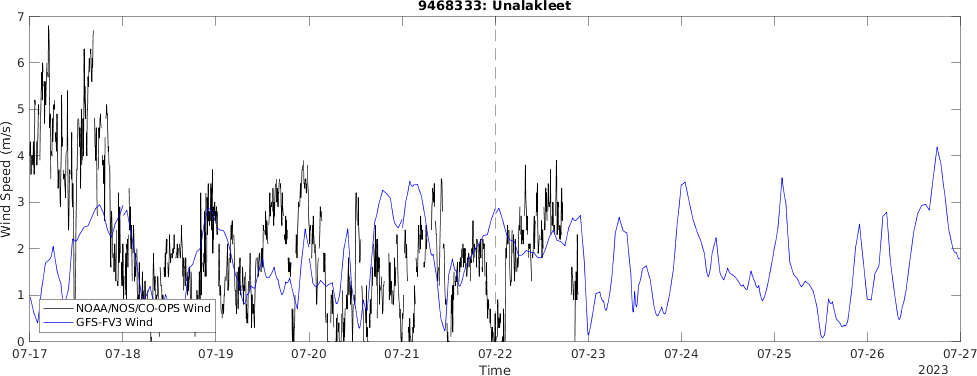 9468333: Unalakleet
Wind Speed (m/s)
7
6
5
4
3
2
1
0
NOAA/NOS/CO-OPS Wind
GFS-FV3 Wind
07-17 07-18 07-19 07-20 07-21 07-22 07-23 07-24 07-25 07-26 07-27
Time
2023